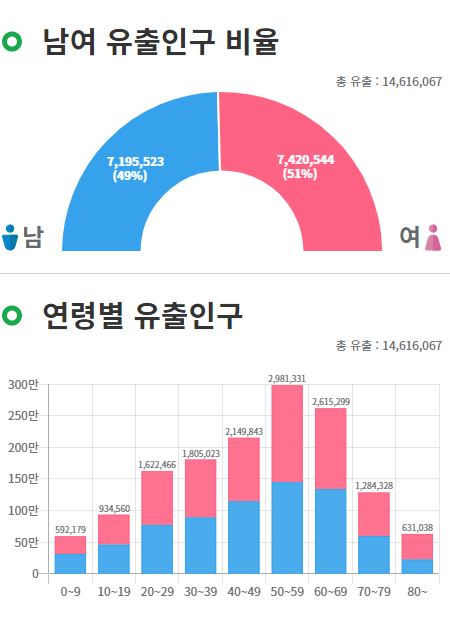 남여 유출인구 비율
총 유출 : 14,616,067
7,195,523
(49%)
7,420,544
(51%)
남
여
연령별 유출인구
총 유출 : 14,616,067
300만
250만
200만
150만
100만
50만
0
592,179
934,560
1,622,466
1,805,023
2,149,843
2,981,331
2,615,299
1,284,328
631,038
0~9 10~19 20~29 30~39 40~49 50~59 60~69 70~79 80~